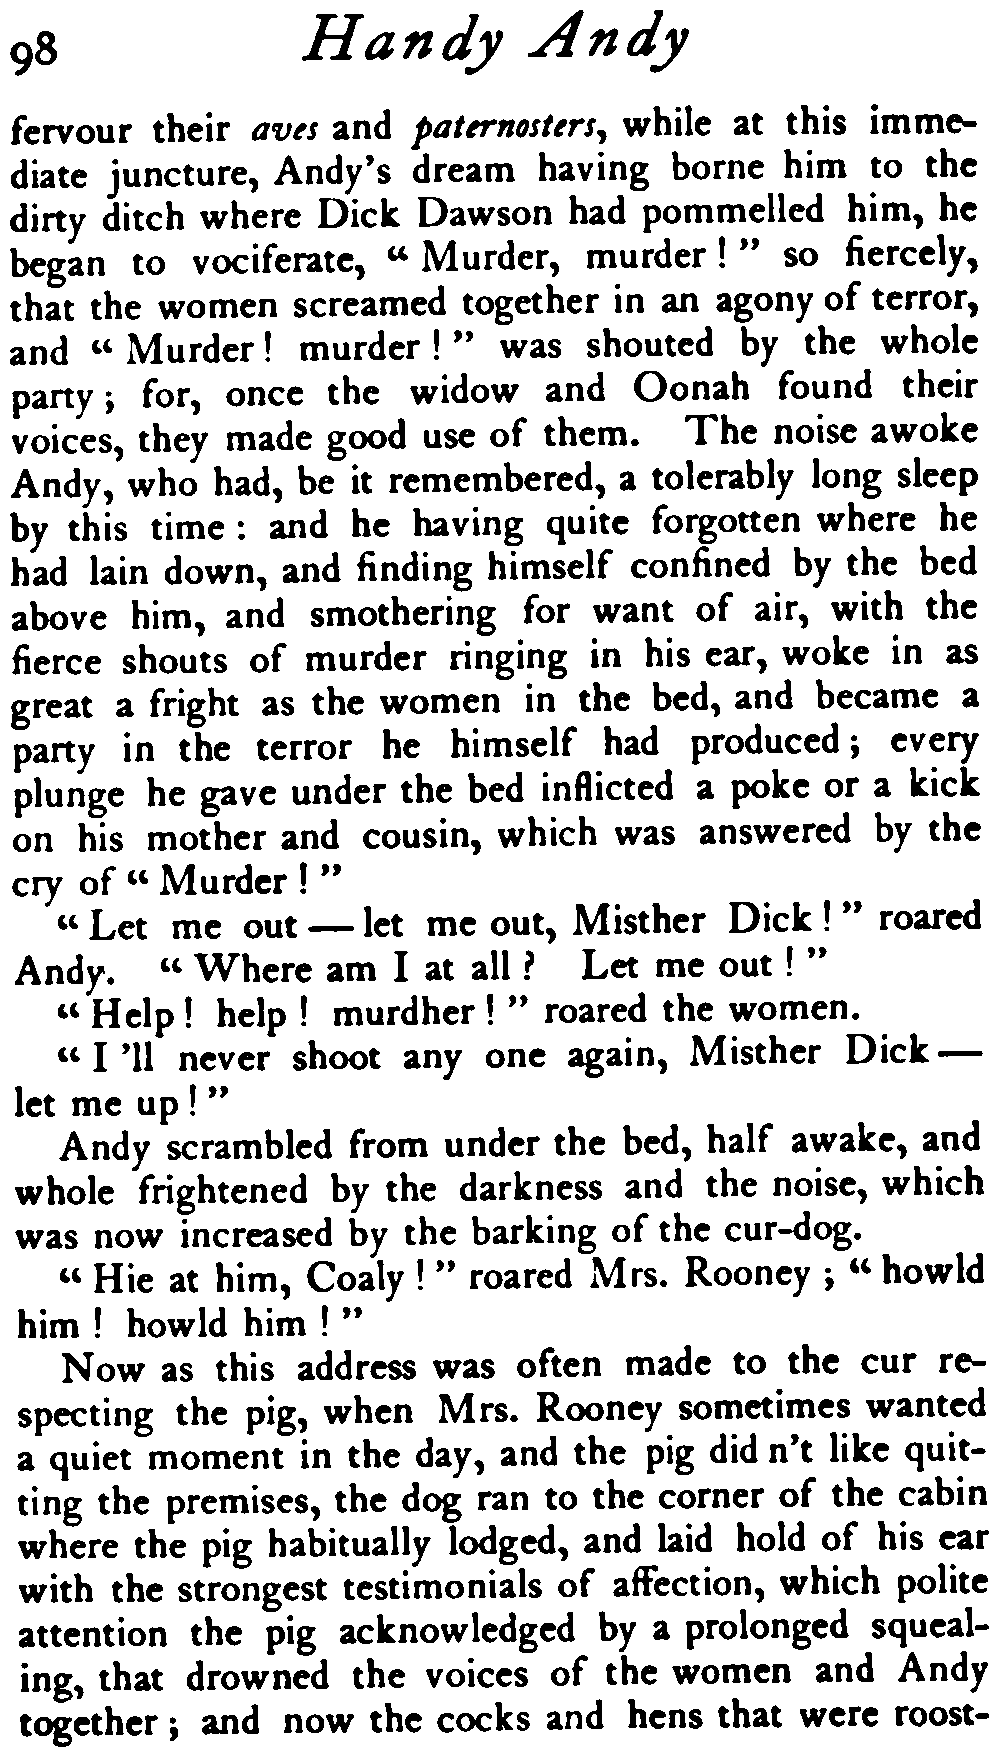 98 Handy Andy
fervour their aves and paternosters, while at this imme-
diate juncture, Andy's dream having borne him to the
dirty ditch where Dick Dawson had pommelled him, he
began to vociferate, "Murder, murder!" so fiercely,
that the women screamed together in an agony of terror,
and "Murder! murder!" was shouted by the whole
party; for, once the widow and Oonah found their
voices, they made good use of them. The noise awoke
Andy, who had, be it remembered, a tolerably long sleep
by this time: and he having quite forgotten where he
had lain down, and finding himself confined by the bed
above him, and smothering for want of air, with the
fierce shouts of murder ringing in his ear, woke in as
great a fright as the women in the bed, and became a
party in the terror he himself had produced; every
plunge he gave under the bed inflicted a poke or a kick
on his mother and cousin, which was answered by the
cry of "Murder!"
"Let me out — let me out, Misther Dick!" roared
Andy. "Where am I at all? Let me out!"
"Help! help! murdher!" roared the women.
"I 'll never shoot any one again, Misther Dick —
let me up!"
Andy scrambled from under the bed, half awake, and
whole frightened by the darkness and the noise, which
was now increased by the barking of the cur-dog.
"Hie at him, Coaly!" roared Mrs. Rooney; "howld
him! howld him!"
Now as this address was often made to the cur re-
specting the pig, when Mrs. Rooney sometimes wanted
a quiet moment in the day, and the pig did n't like quit-
ting the premises, the dog ran to the corner of the cabin
where the pig habitually lodged, and laid hold of his ear
with the strongest testimonials of affection, which polite
attention the pig acknowledged by a prolonged squeal-
ing, that drowned the voices of the women and Andy
together; and now the cocks and hens that were roost-